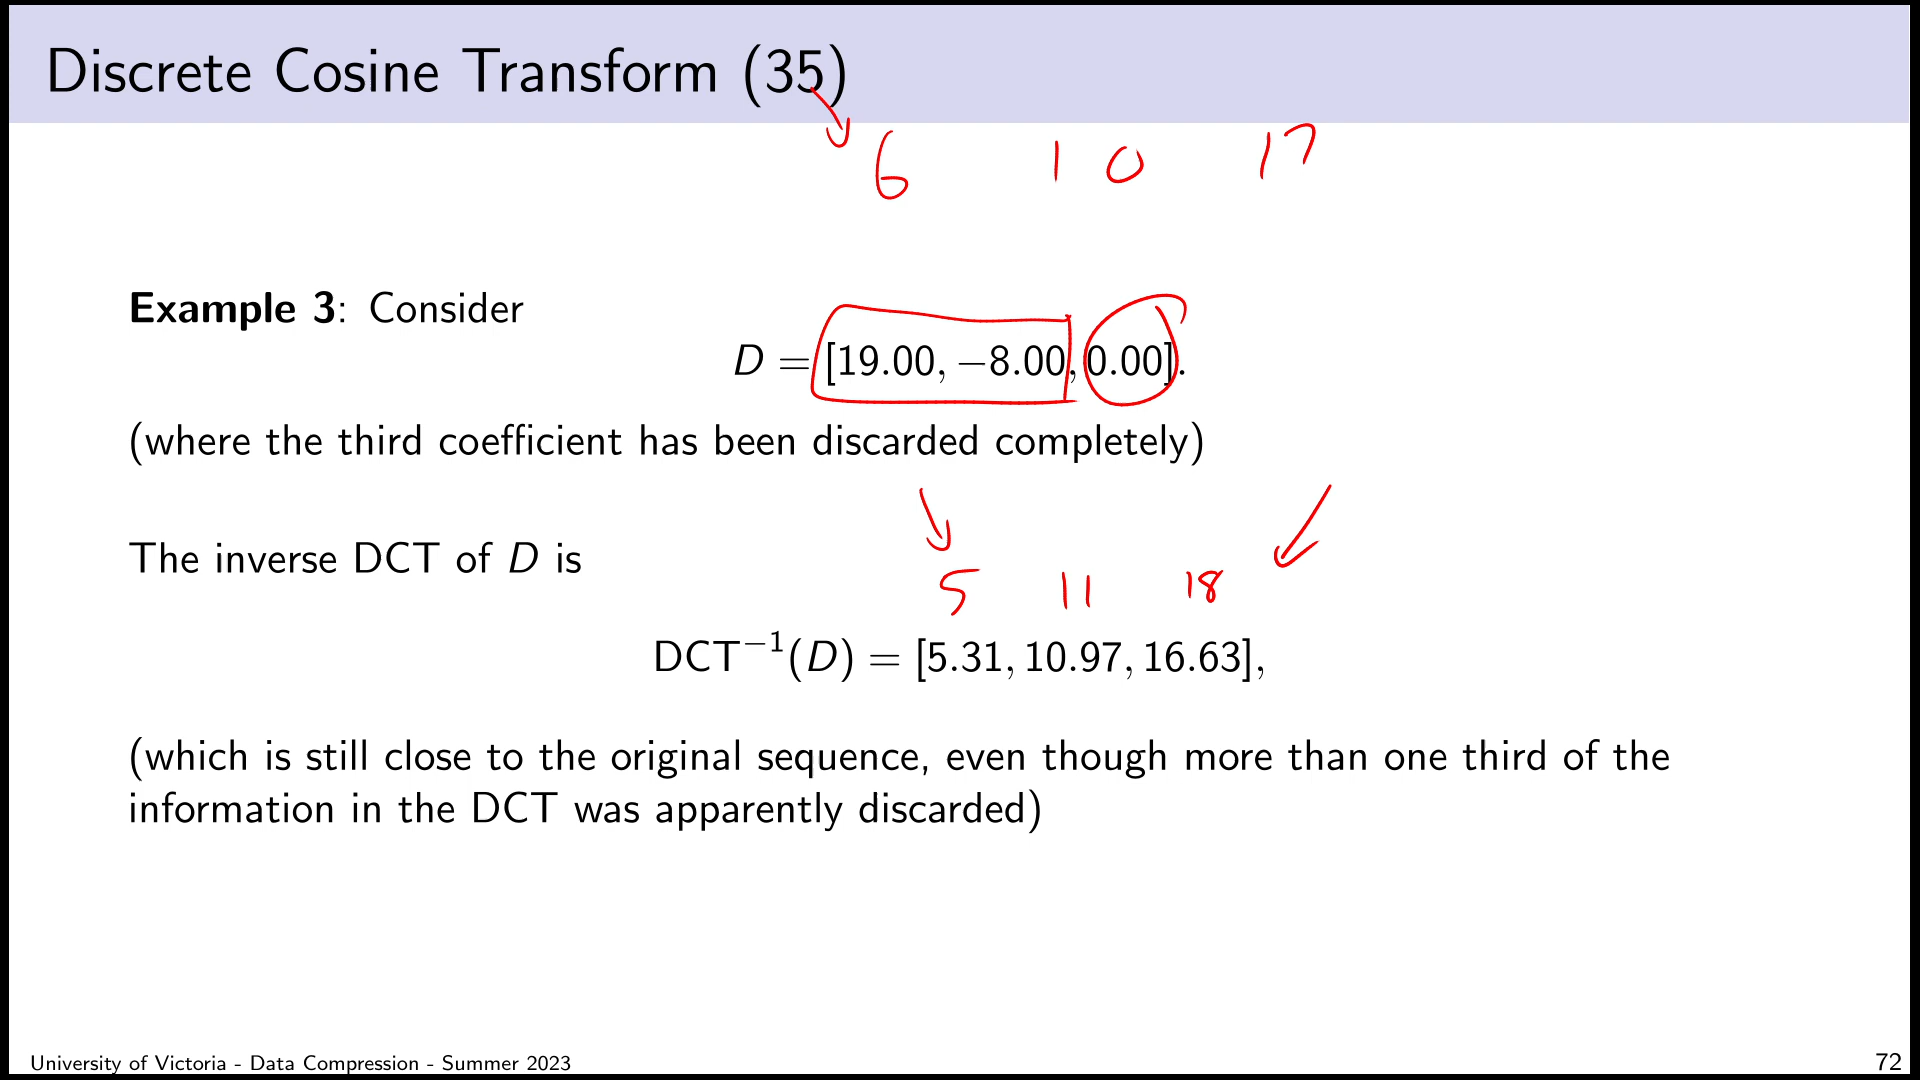 Discrete Cosine Transform (35)
6 10 17
Example 3: Consider
D = [19.00, −8.00, 0.00].
(where the third coefficient has been discarded completely)
The inverse DCT of D is
5 11 18
DCT⁻¹(D) = [5.31, 10.97, 16.63],
(which is still close to the original sequence, even though more than one third of the
information in the DCT was apparently discarded)
University of Victoria - Data Compression - Summer 2023
72